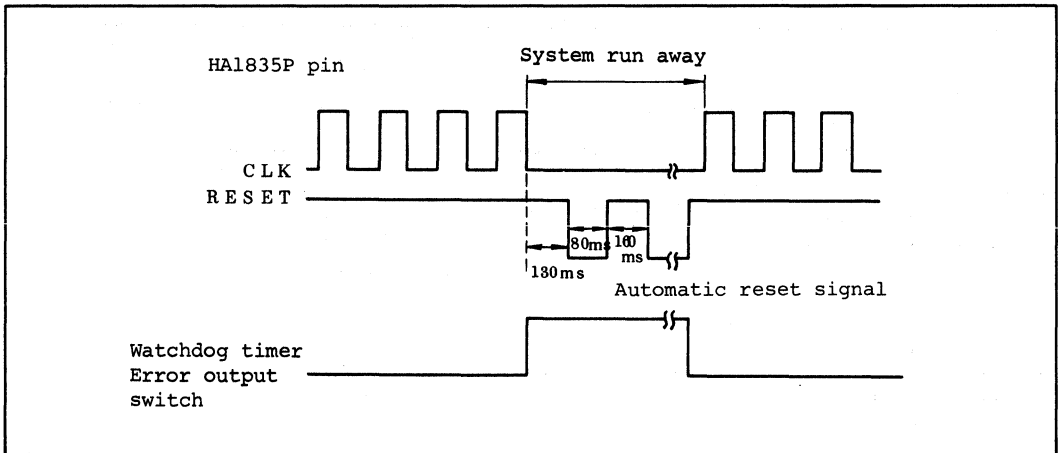 System run away
HA1835P pin
CLK
RESET
80ms
160
ms
130ms
Automatic reset signal
Watchdog timer
Error output
switch